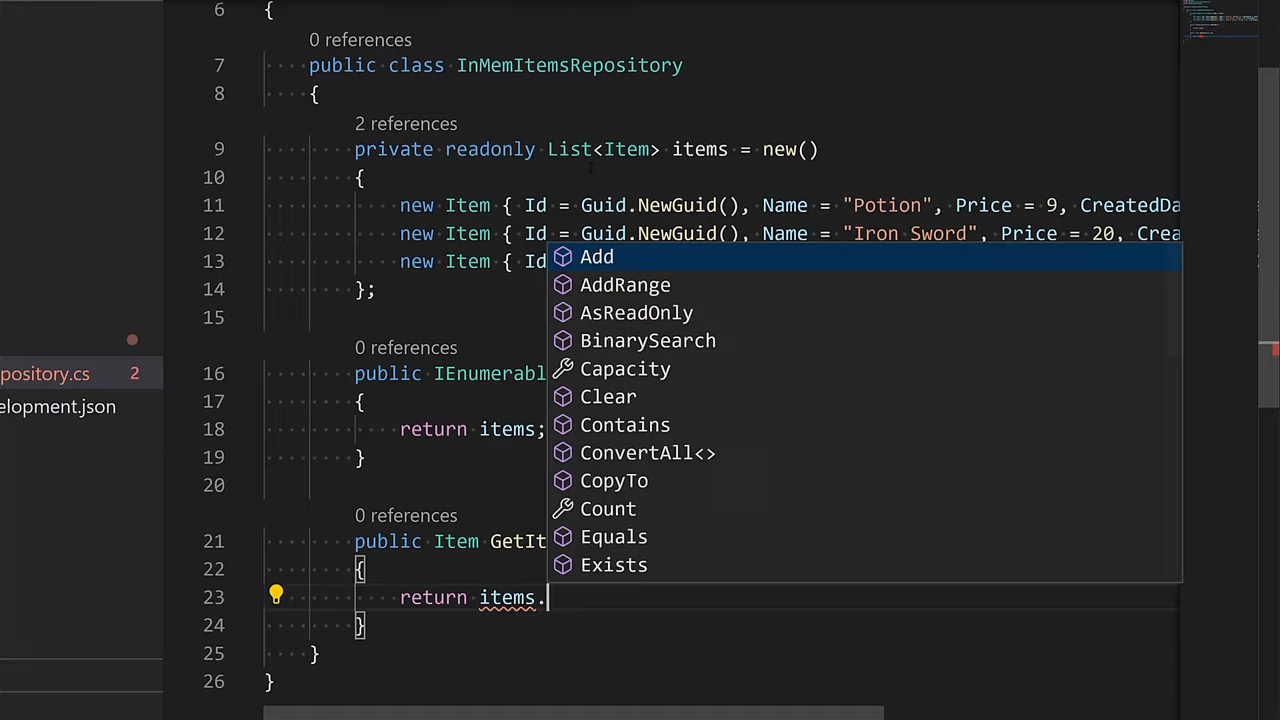 6 {
0 references
7 public class InMemItemsRepository
8 {
2 references
9 private readonly List<Item> items = new()
10 {
11 new Item { Id = Guid.NewGuid(), Name = "Potion", Price = 9, CreatedDa
12 new Item { Id = Guid.NewGuid(), Name = "Iron Sword", Price = 20, Crea
13 new Item { Id
14 };
15
0 references
16 public IEnumerabl
17 {
18 return items;
19 }
20
0 references
21 public Item GetIt
22 {
23 return items.
24 }
25 }
26 }
Add
AddRange
AsReadOnly
BinarySearch
Capacity
Clear
Contains
ConvertAll<>
CopyTo
Count
Equals
Exists
pository.cs 2
elopment.json